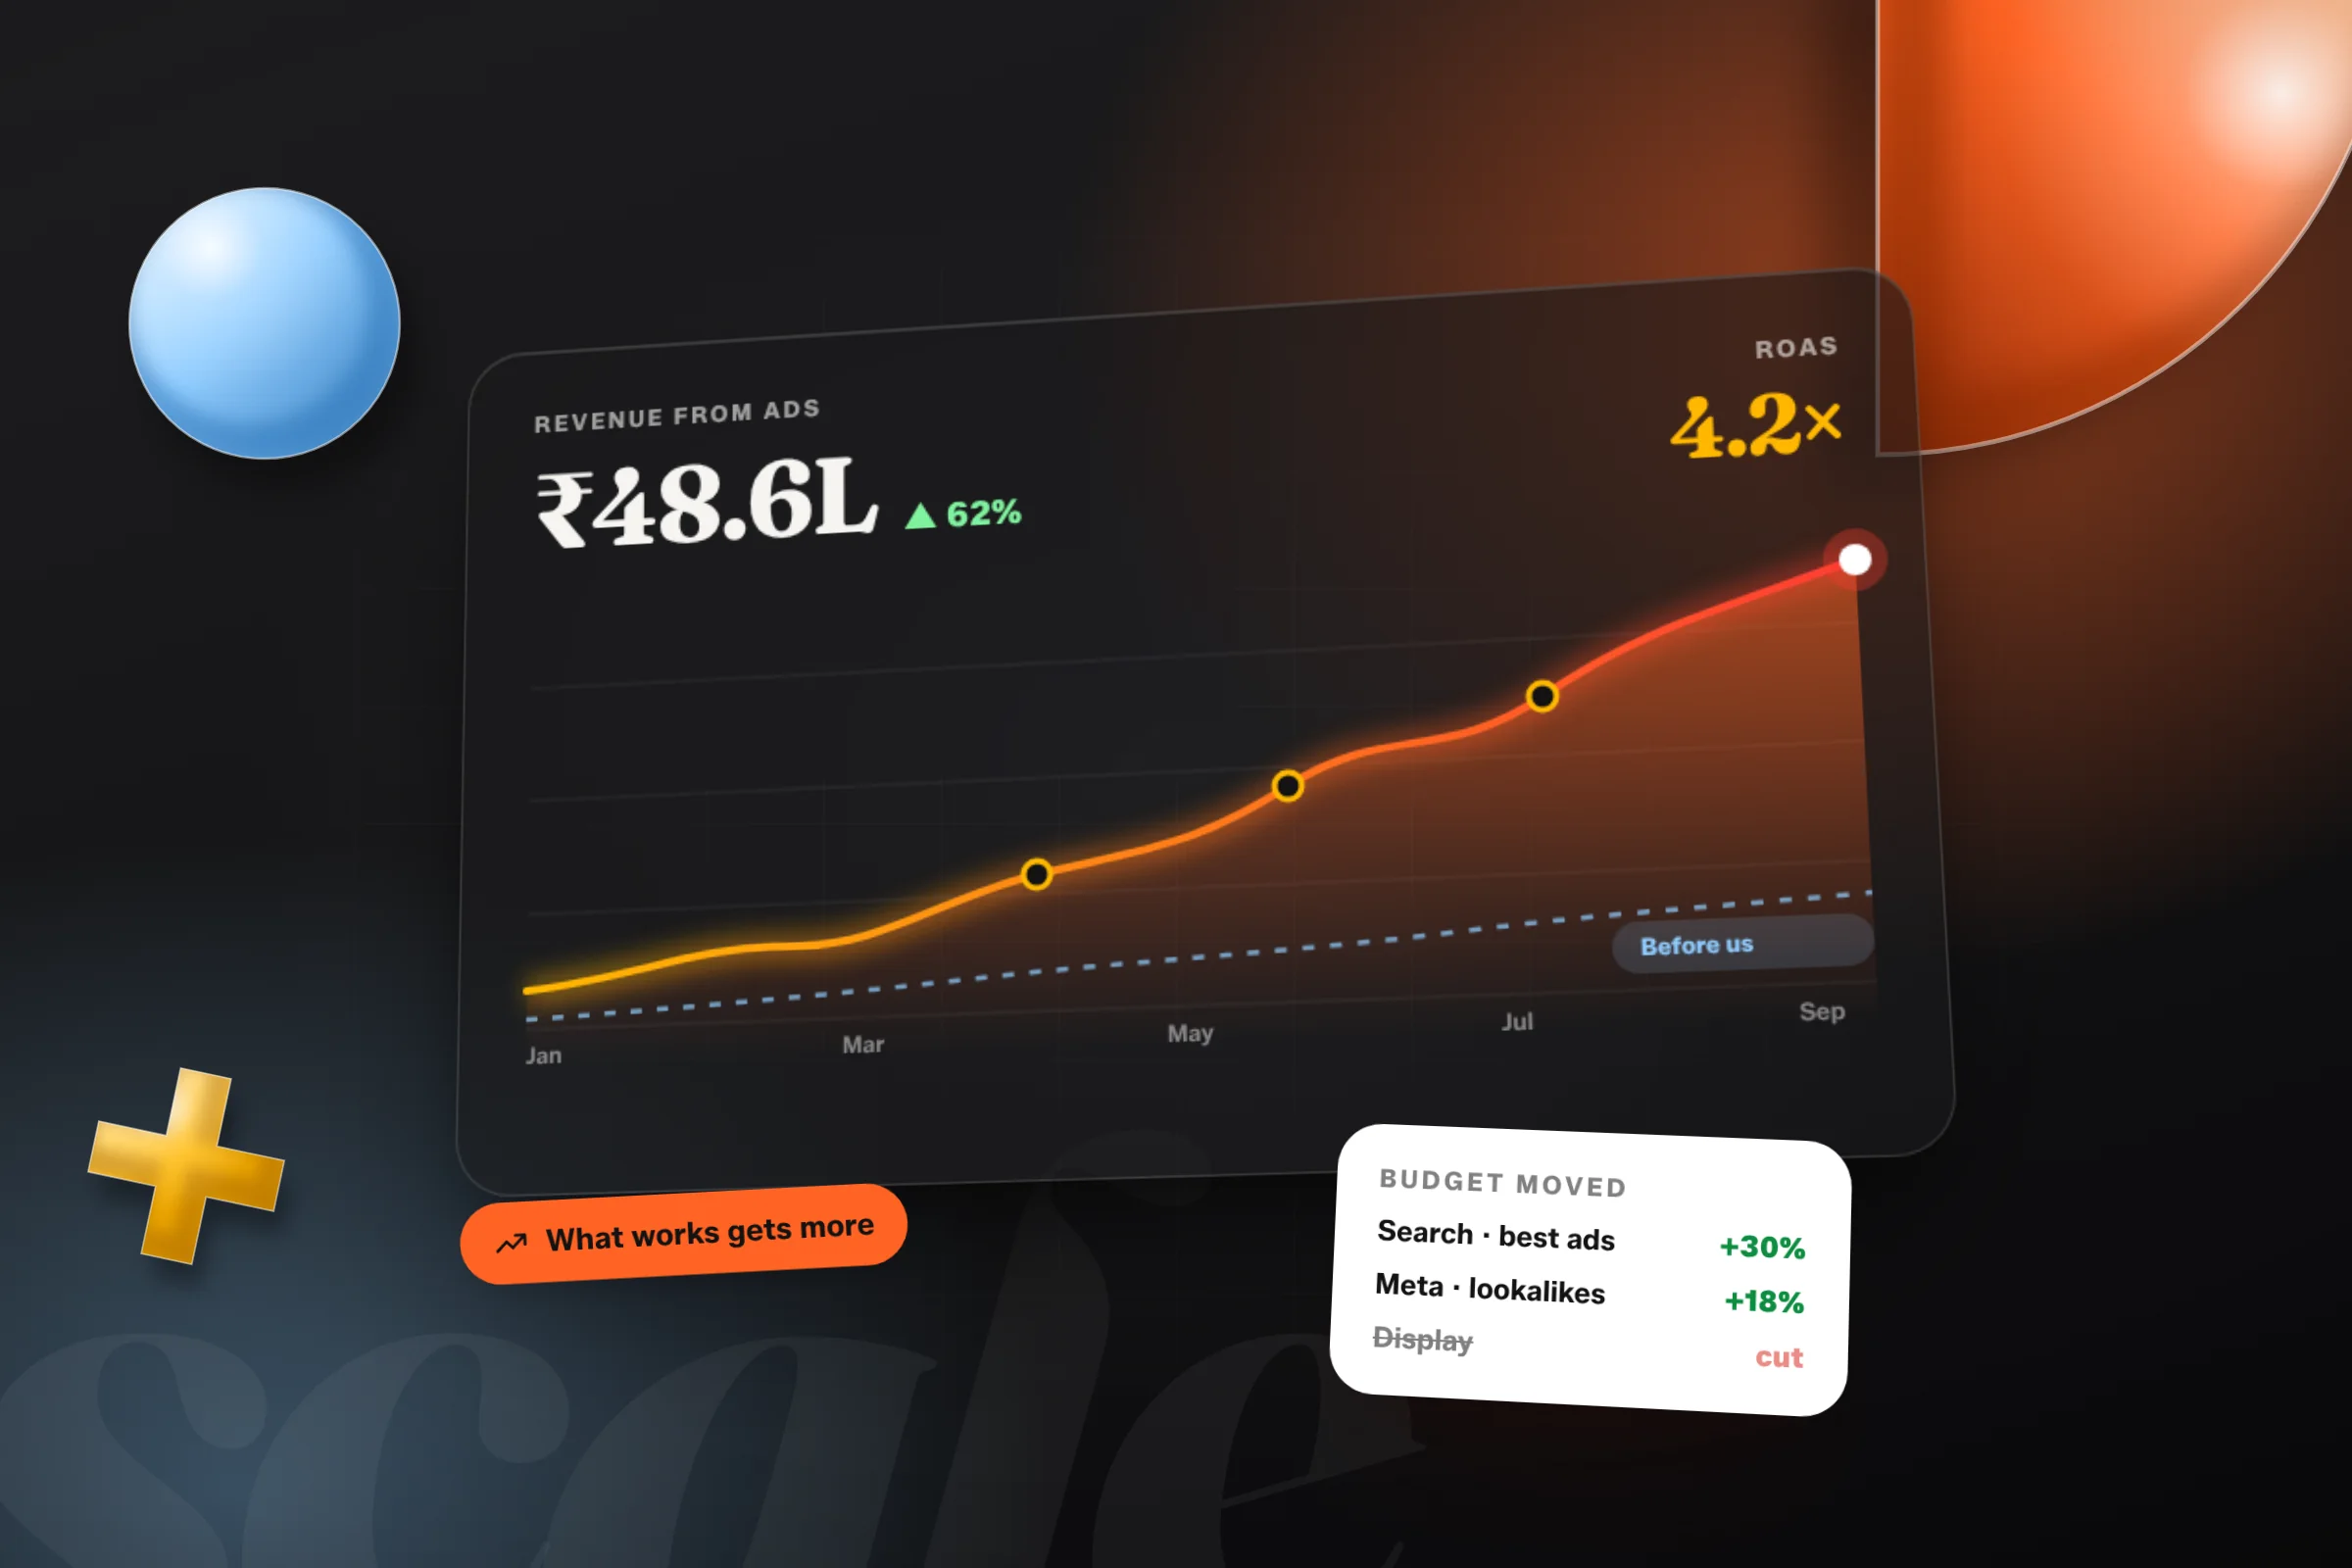 REVENUE FROM ADS
₹48.6L ▲ 62%
ROAS
4.2×
Before us
Jan Mar May Jul Sep
What works gets more
BUDGET MOVED
Search · best ads +30%
Meta · lookalikes +18%
Display cut
scale